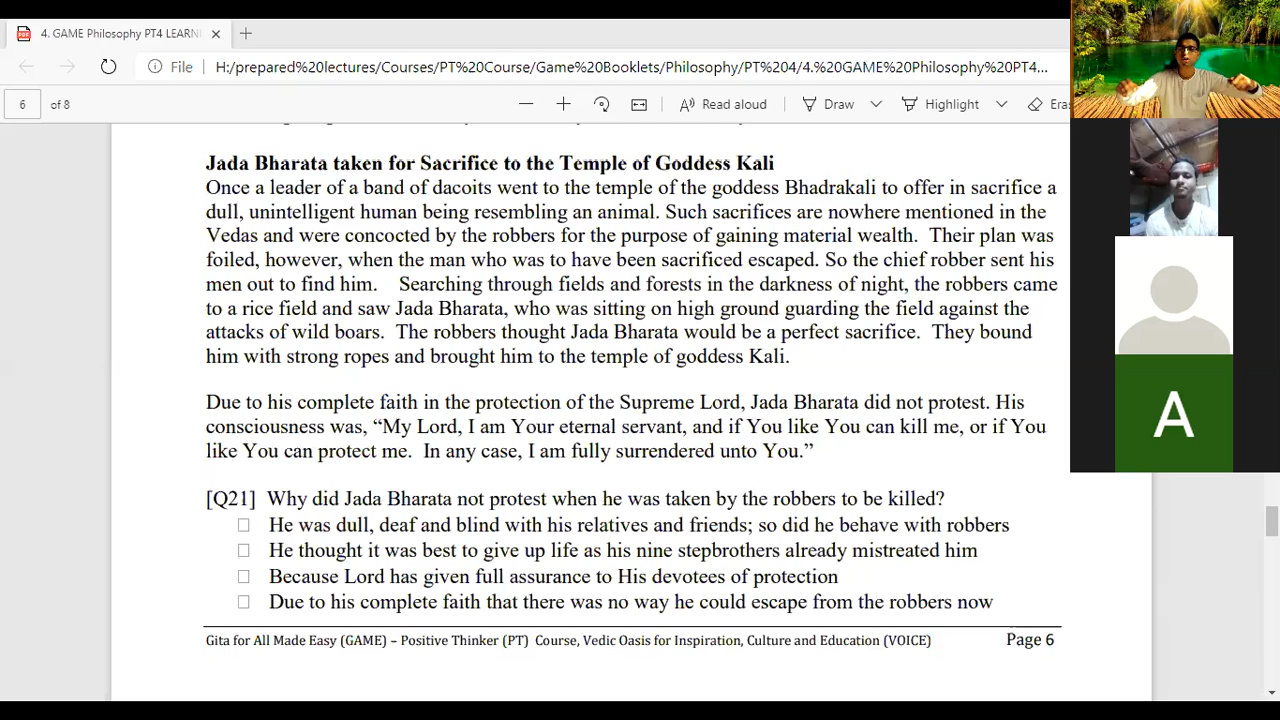 4. GAME Philosophy PT4 LEARNI
File
H:/prepared%20lectures/Courses/PT%20Course/Game%20Booklets/Philosophy/PT%204/4.%20GAME%20Philosophy%20PT4...
6 of 8
Read aloud
Draw
Highlight
Eras
Jada Bharata taken for Sacrifice to the Temple of Goddess Kali
Once a leader of a band of dacoits went to the temple of the goddess Bhadrakali to offer in sacrifice a
dull, unintelligent human being resembling an animal. Such sacrifices are nowhere mentioned in the
Vedas and were concocted by the robbers for the purpose of gaining material wealth. Their plan was
foiled, however, when the man who was to have been sacrificed escaped. So the chief robber sent his
men out to find him. Searching through fields and forests in the darkness of night, the robbers came
to a rice field and saw Jada Bharata, who was sitting on high ground guarding the field against the
attacks of wild boars. The robbers thought Jada Bharata would be a perfect sacrifice. They bound
him with strong ropes and brought him to the temple of goddess Kali.
Due to his complete faith in the protection of the Supreme Lord, Jada Bharata did not protest. His
consciousness was, “My Lord, I am Your eternal servant, and if You like You can kill me, or if You
like You can protect me. In any case, I am fully surrendered unto You.”
[Q21] Why did Jada Bharata not protest when he was taken by the robbers to be killed?
He was dull, deaf and blind with his relatives and friends; so did he behave with robbers
He thought it was best to give up life as his nine stepbrothers already mistreated him
Because Lord has given full assurance to His devotees of protection
Due to his complete faith that there was no way he could escape from the robbers now
Gita for All Made Easy (GAME) – Positive Thinker (PT) Course, Vedic Oasis for Inspiration, Culture and Education (VOICE) Page 6
A